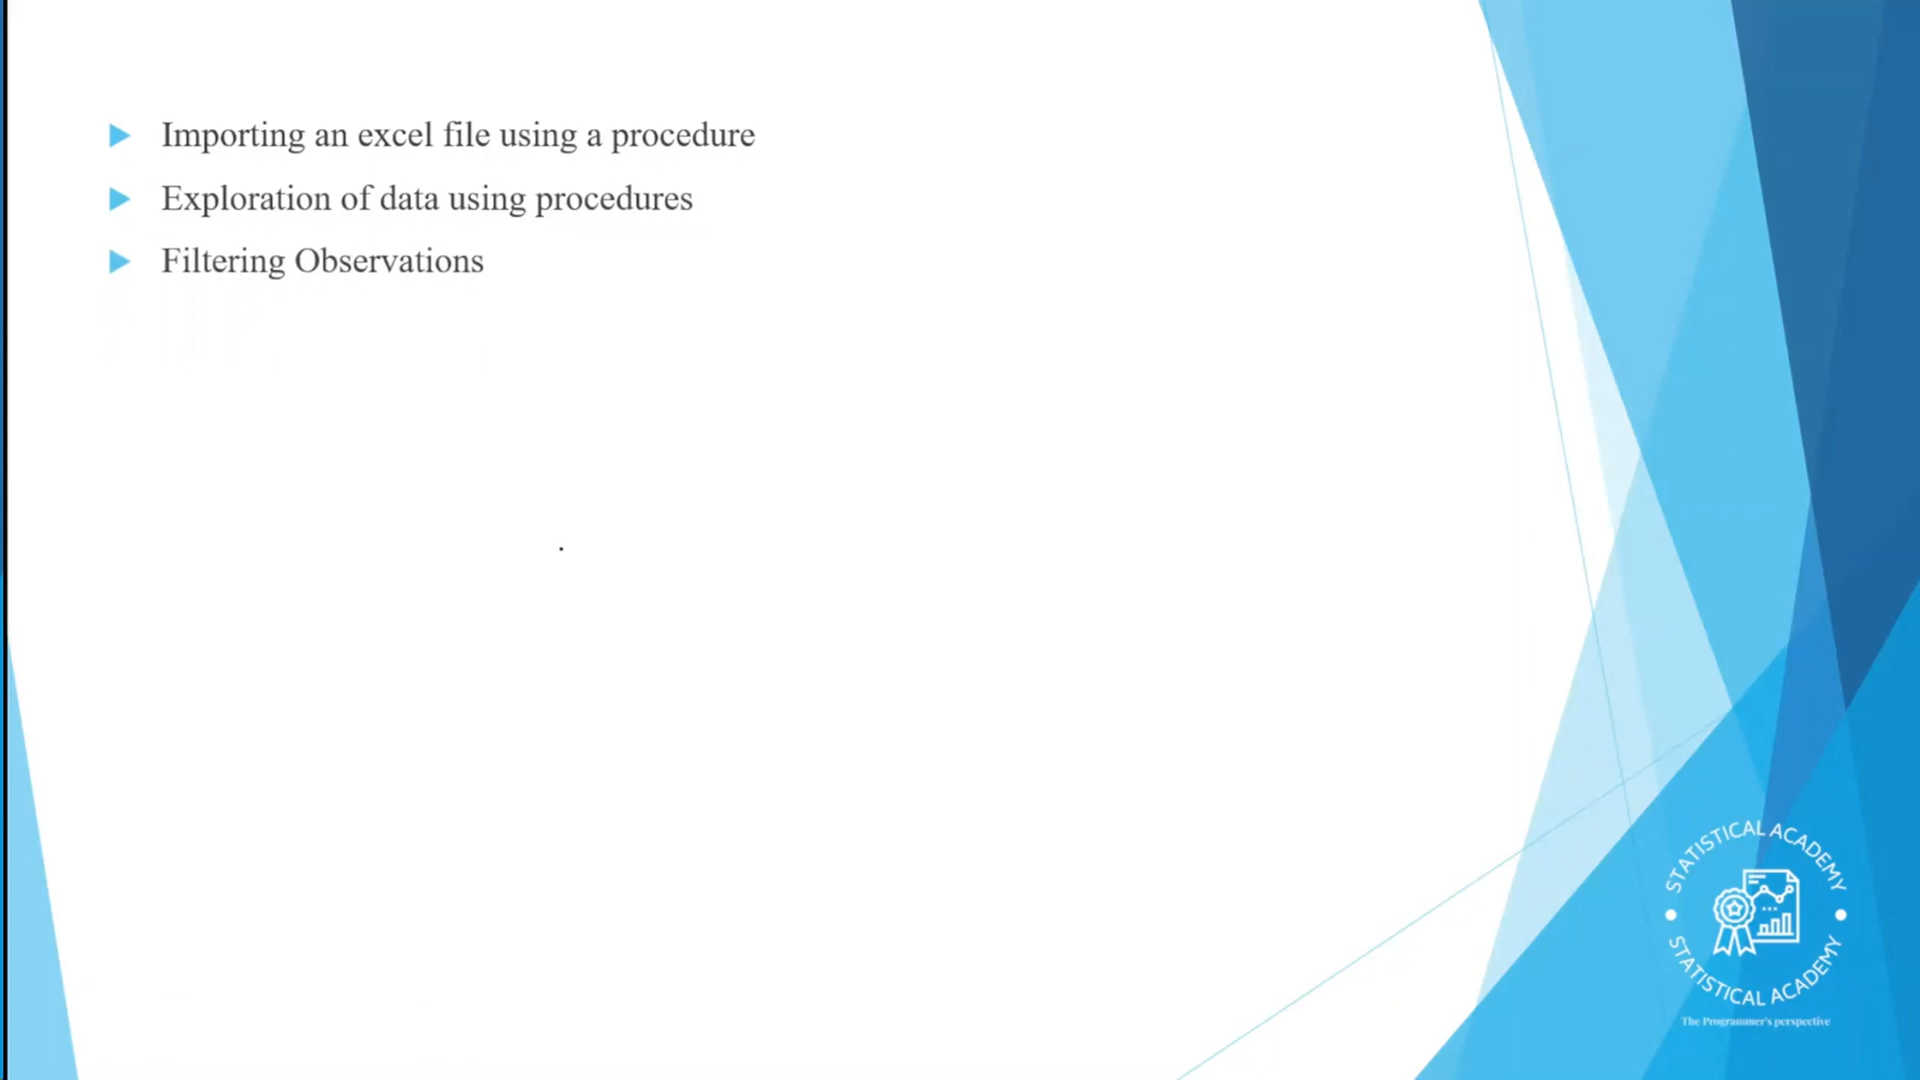 Importing an excel file using a procedure
Exploration of data using procedures
Filtering Observations
.
STATISTICAL ACADEMY
STATISTICAL ACADEMY
The Programmer's perspective